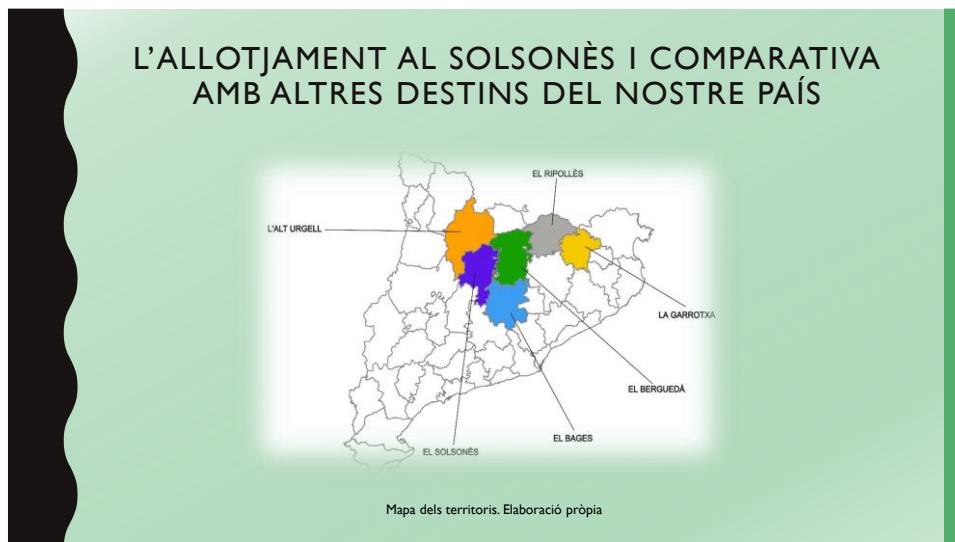 L'ALLOTJAMENT AL SOLSONÈS I COMPARATIVA
AMB ALTRES DESTINS DEL NOSTRE PAÍS
EL RIPOLLÈS
L'ALT URGELL
LA GARROTXA
EL BERGUEDÀ
EL BAGES
EL SOLSONÈS
Mapa dels territoris. Elaboració pròpia